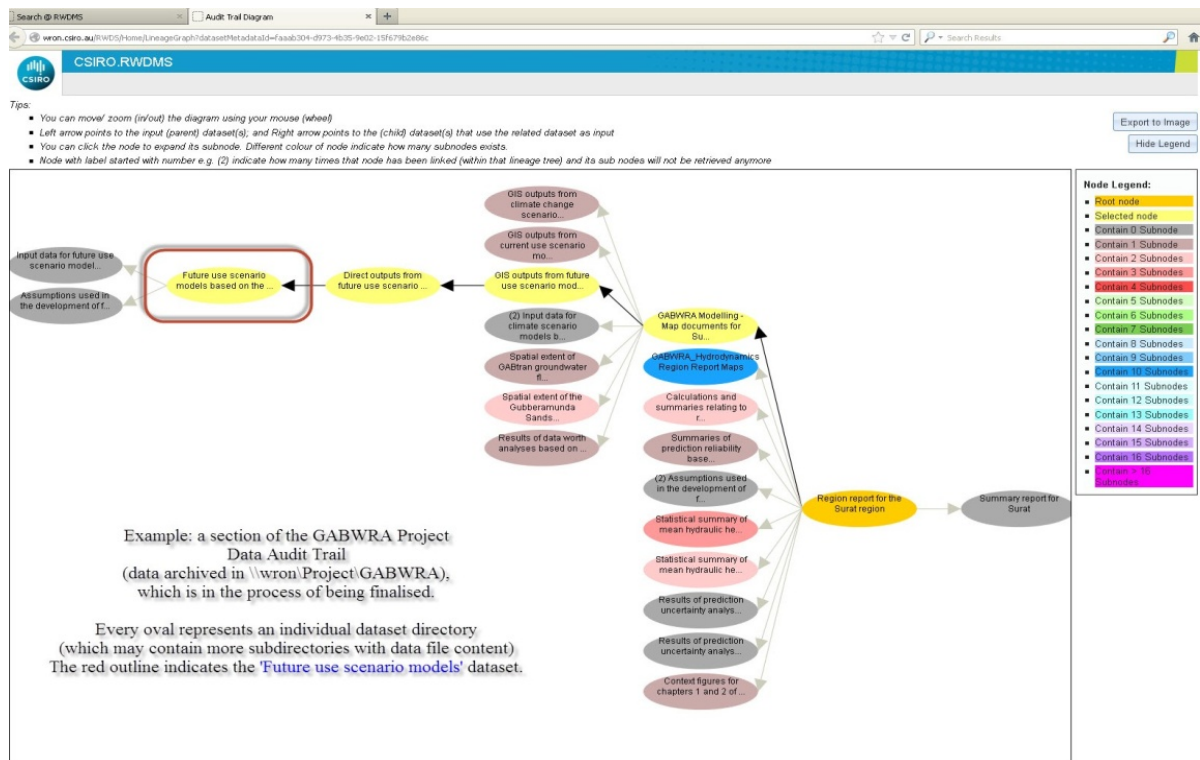 Search @ RWDMS
Audit Trail Diagram
wron.csiro.au/RWDS/Home/LineageGraph?datasetMetadataId=faaab304-d973-4b35-9e02-15f679b2e86c
Search Results
CSIRO
CSIRO.RWDMS
Tips:
You can move/ zoom (in/out) the diagram using your mouse (wheel)
Left arrow points to the input (parent) dataset(s); and Right arrow points to the (child) dataset(s) that use the related dataset as input
You can click the node to expand its subnode. Different colour of node indicate how many subnodes exists.
Node with label started with number e.g. (2) indicate how many times that node has been linked (within that lineage tree) and its sub nodes will not be retrieved anymore
Export to Image
Hide Legend
Input data for future use
scenario model...
Assumptions used in
the development of f...
Future use scenario
models based on the ...
Direct outputs from
future use scenario ...
GIS outputs from
climate change
scenario...
GIS outputs from
current use scenario
mo...
GIS outputs from future
use scenario mod...
(2) Input data for
climate scenario
models b...
Spatial extent of
GABtran groundwater
fl...
Spatial extent of the
Gubberamunda
Sands...
Results of data worth
analyses based on ...
GABWRA Modelling -
Map documents for
Su...
GABWRA_Hydrodynamics
Region Report Maps
Calculations and
summaries relating to
r...
Summaries of
prediction reliability
base...
(2) Assumptions used
in the development of
f...
Statistical summary of
mean hydraulic he...
Statistical summary of
mean hydraulic he...
Results of prediction
uncertainty analys...
Results of prediction
uncertainty analys...
Context figures for
chapters 1 and 2 of ...
Region report for the
Surat region
Summary report for
Surat
Example: a section of the GABWRA Project
Data Audit Trail
(data archived in \\wron\Project\GABWRA),
which is in the process of being finalised.
Every oval represents an individual dataset directory
(which may contain more subdirectories with data file content)
The red outline indicates the 'Future use scenario models' dataset.
Node Legend:
Root node
Selected node
Contain 0 Subnode
Contain 1 Subnode
Contain 2 Subnodes
Contain 3 Subnodes
Contain 4 Subnodes
Contain 5 Subnodes
Contain 6 Subnodes
Contain 7 Subnodes
Contain 8 Subnodes
Contain 9 Subnodes
Contain 10 Subnodes
Contain 11 Subnodes
Contain 12 Subnodes
Contain 13 Subnodes
Contain 14 Subnodes
Contain 15 Subnodes
Contain 16 Subnodes
Contain > 16
Subnodes